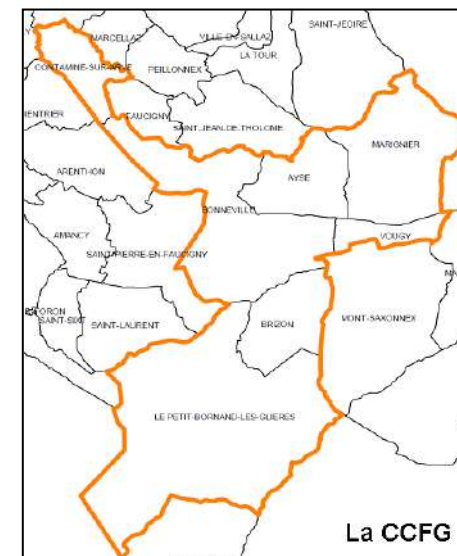 SAINT-JEOIRE
MARCELLAZ
VILLE-EN-SALLAZ
LA TOUR
CONTAMINE-SUR-ARVE
PEILLONNEX
FAUCIGNY
SAINT-JEAN-DE-THOLOME
MARIGNIER
ARENTHON
AYSE
BONNEVILLE
AMANCY
VOUGY
SAINT-PIERRE-EN-FAUCIGNY
SAINT-SIXT
SAINT-LAURENT
BRIZON
MONT-SAXONNEX
LE PETIT-BORNAND-LES-GLIERES
La CCFG